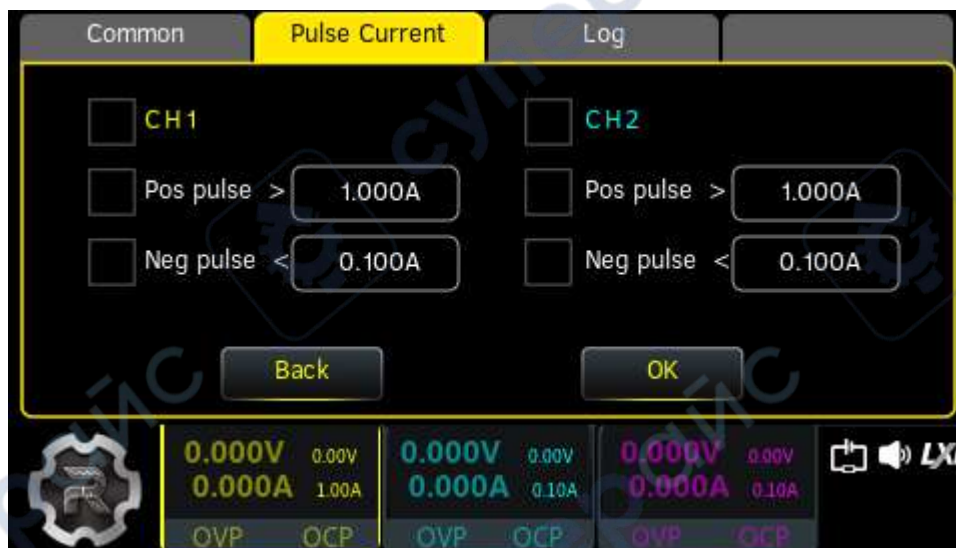 Common Pulse Current Log
CH1 CH2
Pos pulse > 1.000A Pos pulse > 1.000A
Neg pulse < 0.100A Neg pulse < 0.100A
Back OK
0.000V 0.00V 0.000V 0.00V 0.000V 0.00V
0.000A 1.00A 0.000A 0.10A 0.000A 0.10A
OVP OCP OVP OCP OVP OCP